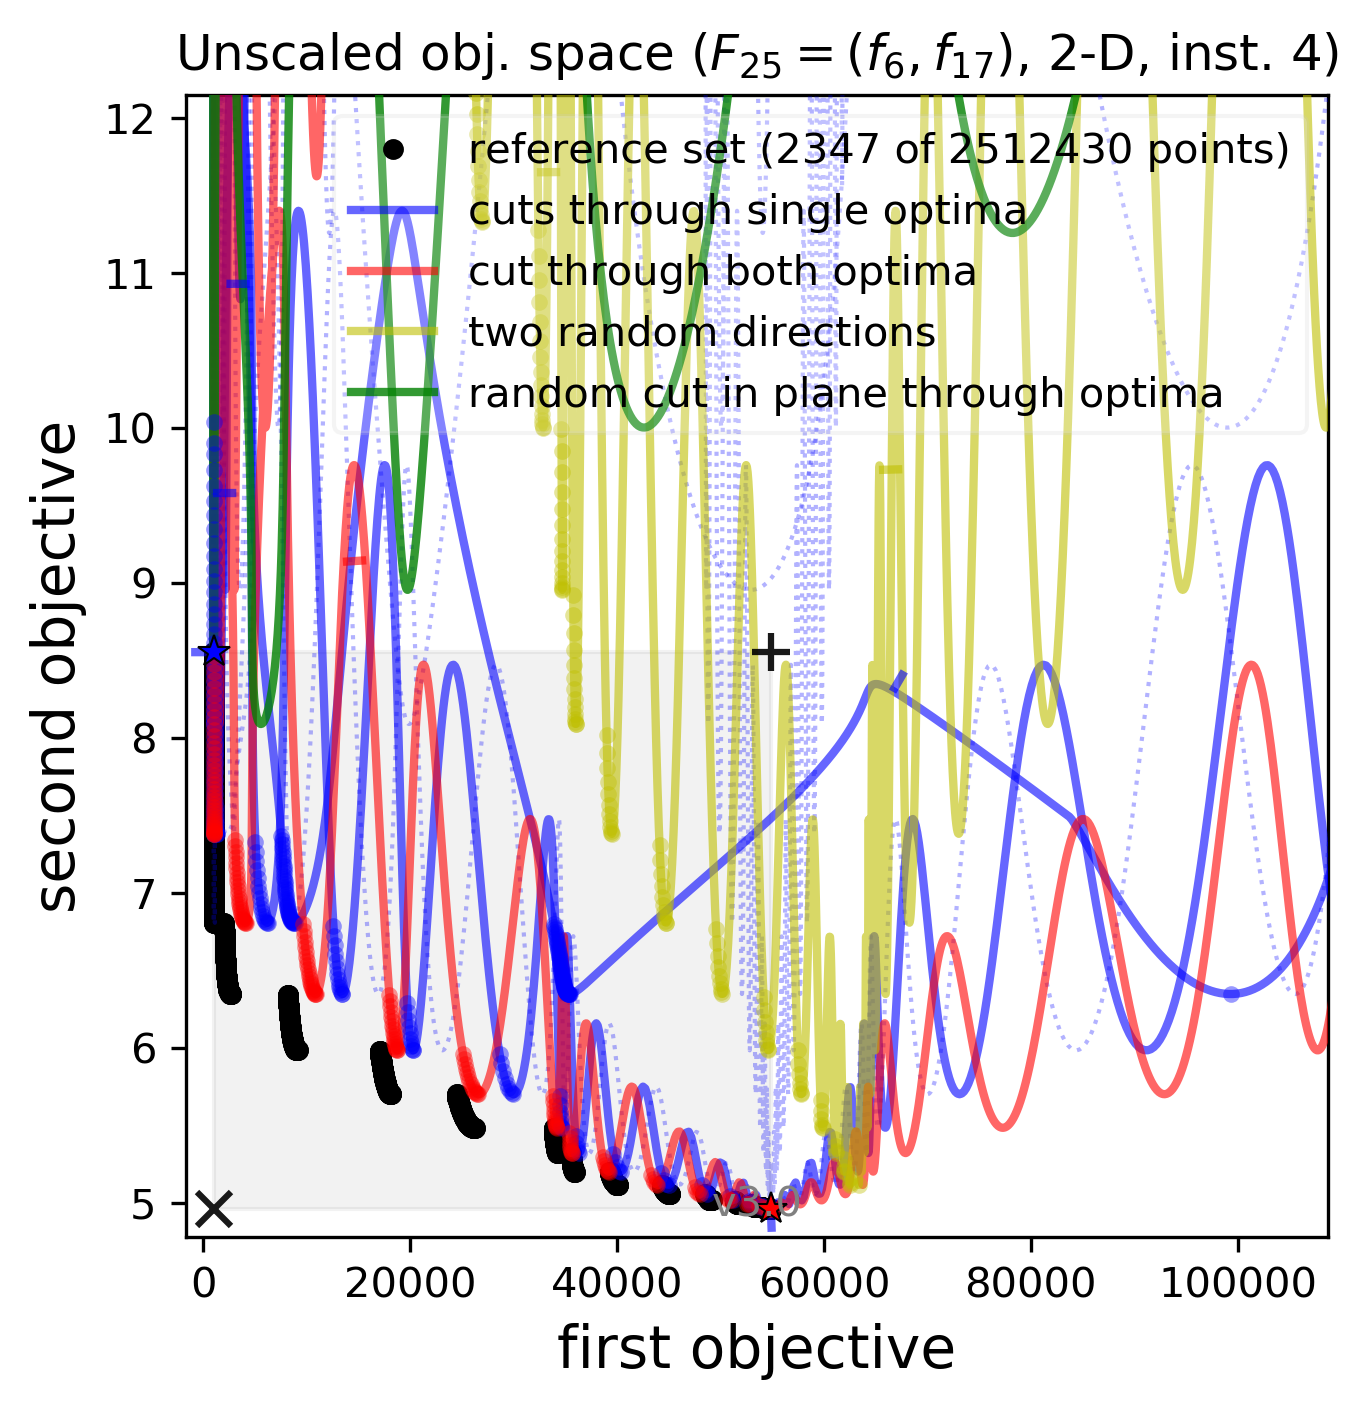 Unscaled obj. space (F₂₅ = (f₆, f₁₇), 2-D, inst. 4)
reference set (2347 of 2512430 points)
cuts through single optima
cut through both optima
two random directions
random cut in plane through optima
12
11
10
9
8
7
6
5
second objective
v3.0
0
20000
40000
60000
80000
100000
first objective